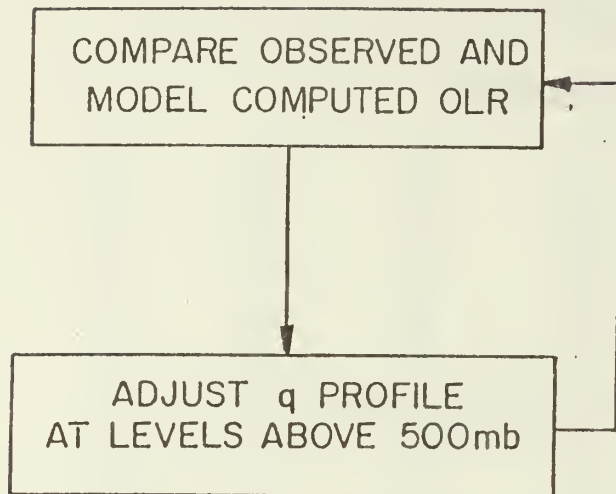 COMPARE OBSERVED AND
MODEL COMPUTED OLR
ADJUST q PROFILE
AT LEVELS ABOVE 500mb